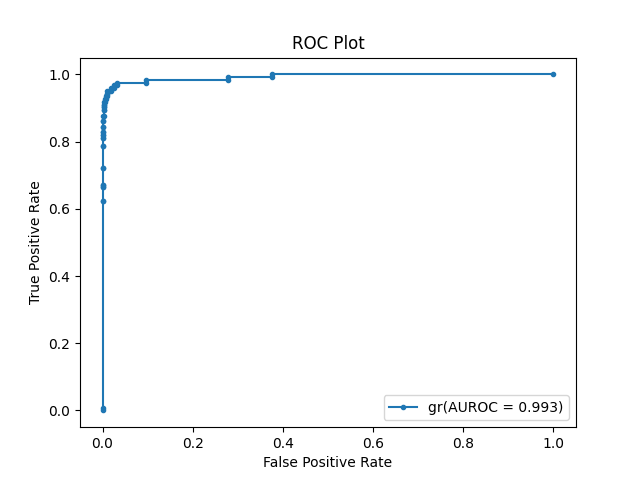 ROC Plot
1.0
0.8
0.6
0.4
0.2
0.0
True Positive Rate
gr(AUROC = 0.993)
0.0 0.2 0.4 0.6 0.8 1.0
False Positive Rate